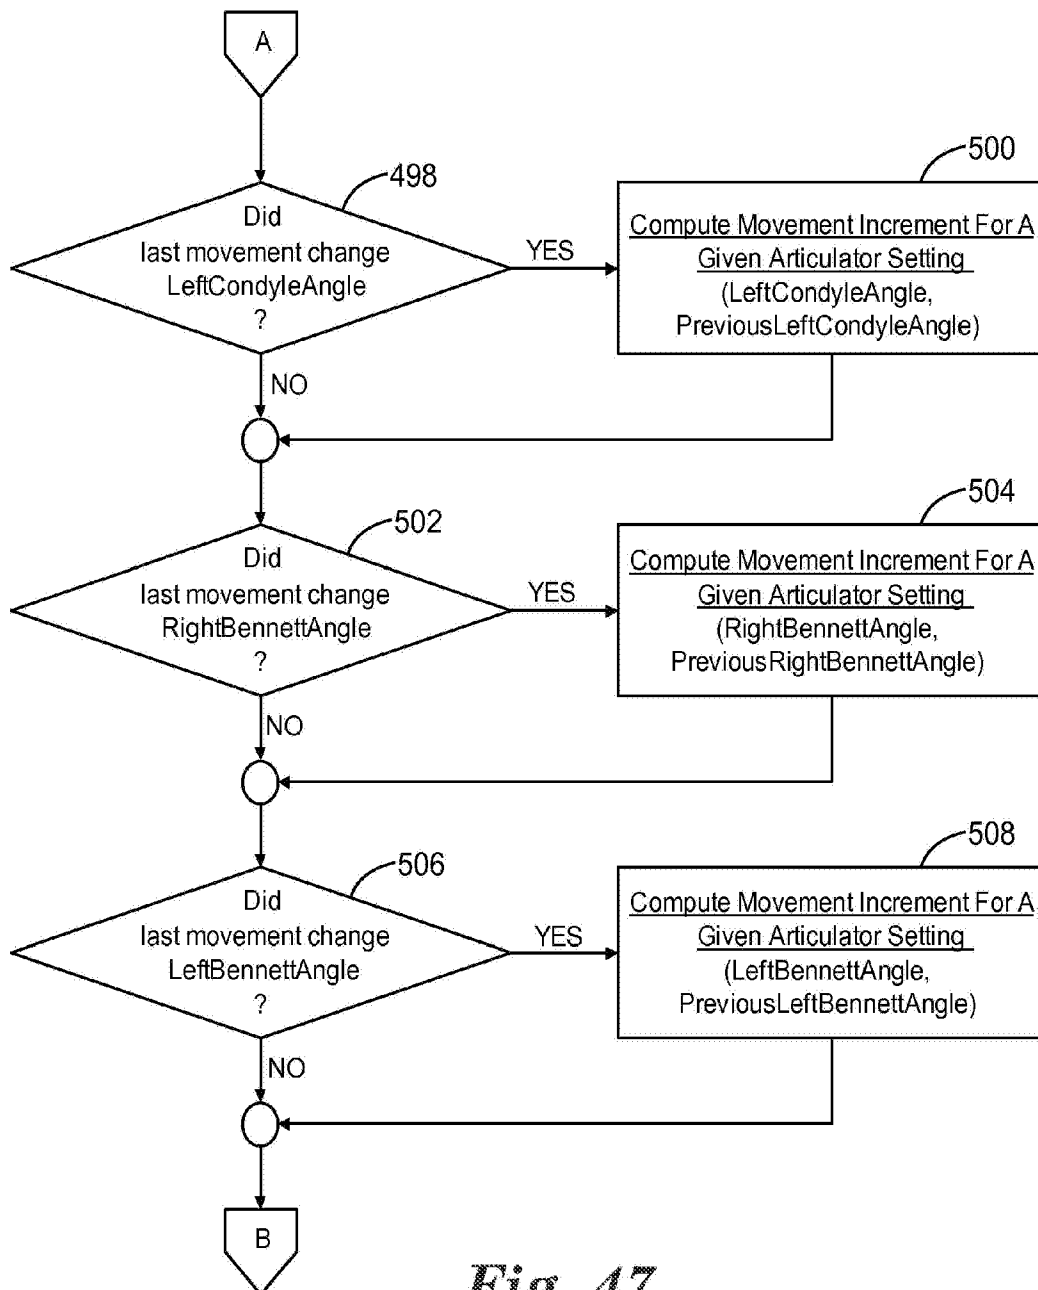 A
498
Did
last movement change
LeftCondyleAngle
?
YES
NO
500
Compute Movement Increment For A
Given Articulator Setting
(LeftCondyleAngle,
PreviousLeftCondyleAngle)
502
Did
last movement change
RightBennettAngle
?
YES
NO
504
Compute Movement Increment For A
Given Articulator Setting
(RightBennettAngle,
PreviousRightBennettAngle)
506
Did
last movement change
LeftBennettAngle
?
YES
NO
508
Compute Movement Increment For A
Given Articulator Setting
(LeftBennettAngle,
PreviousLeftBennettAngle)
B
Fig. 47